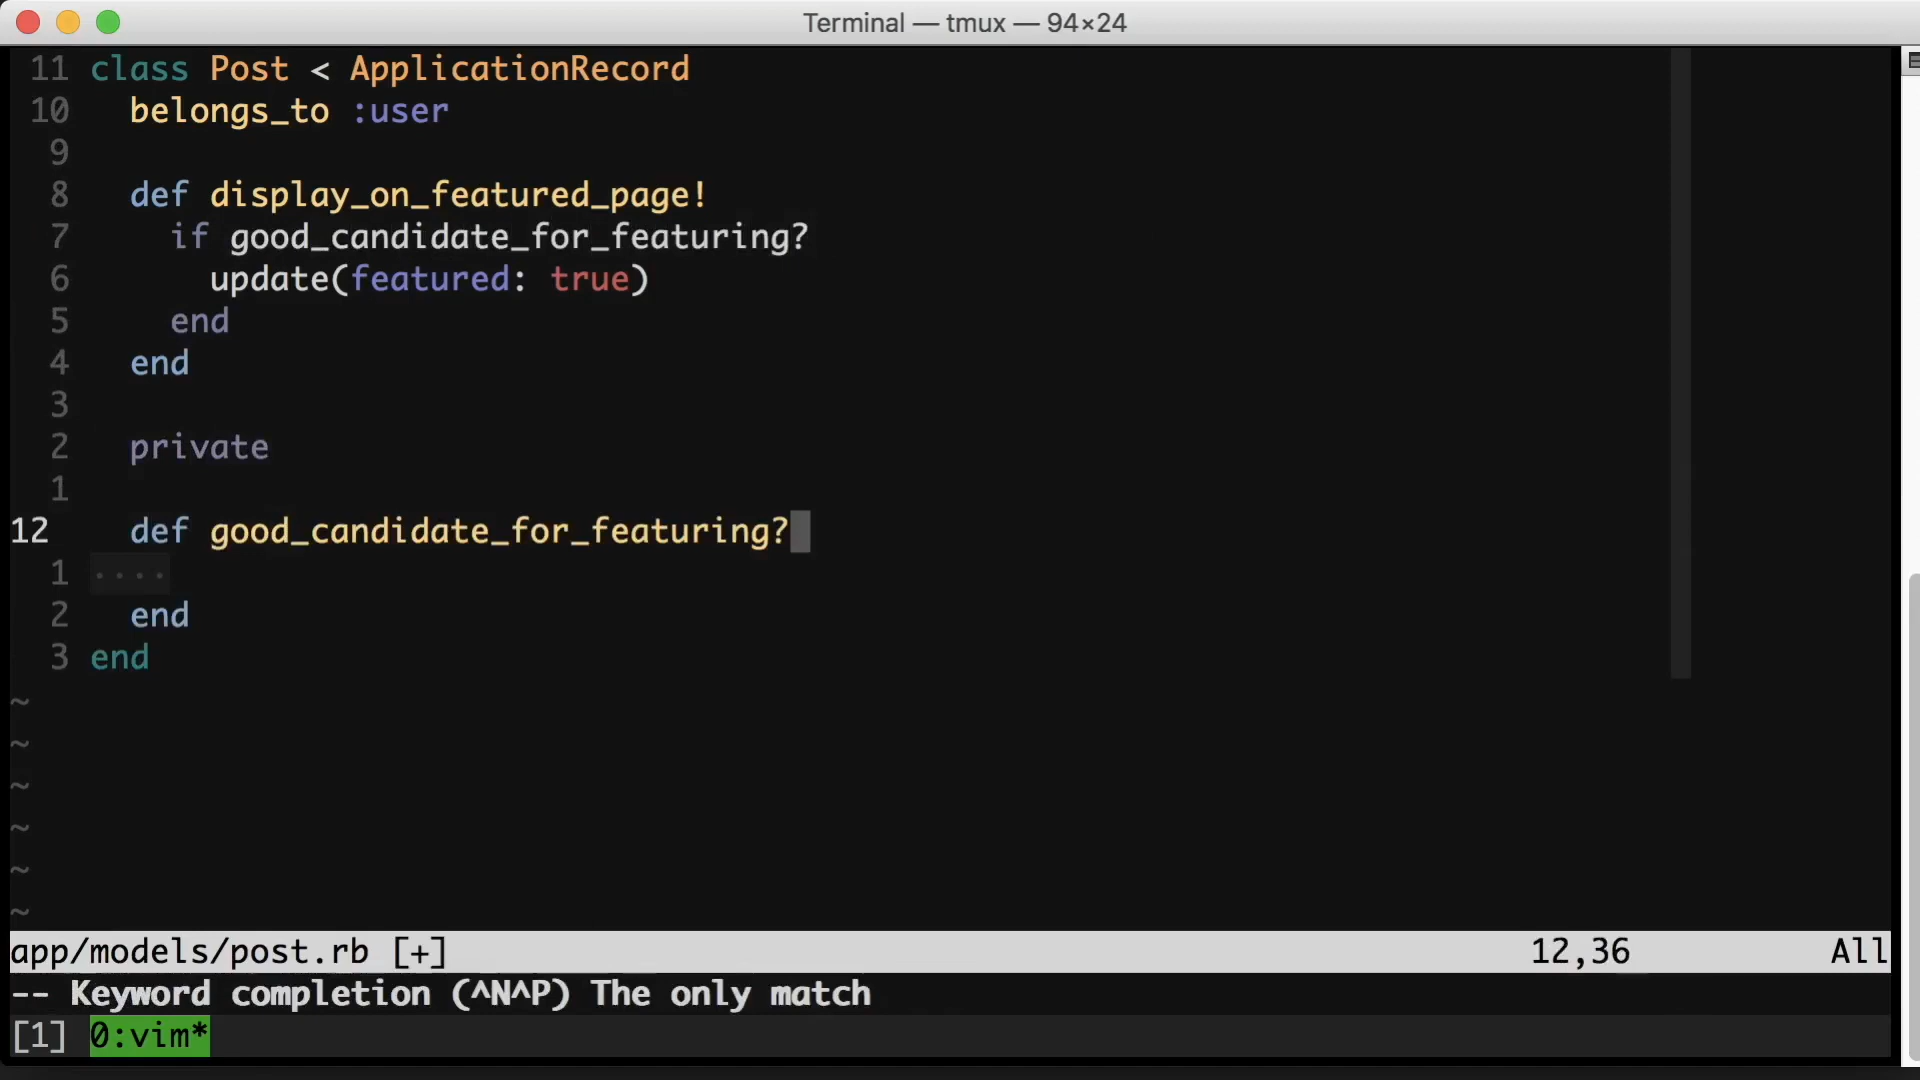 Terminal — tmux — 94×24
11 class Post < ApplicationRecord
10   belongs_to :user
9
8   def display_on_featured_page!
7     if good_candidate_for_featuring?
6       update(featured: true)
5     end
4   end
3
2   private
1
12   def good_candidate_for_featuring?
1 ····
2   end
3 end
~
~
~
~
~
~
app/models/post.rb [+] 12,36 All
-- Keyword completion (^N^P) The only match
[1] 0:vim*